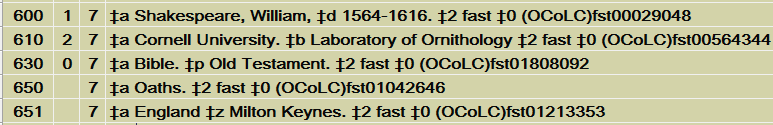 600 1 7 ‡a Shakespeare, William, ‡d 1564-1616. ‡2 fast ‡0 (OCoLC)fst00029048
610 2 7 ‡a Cornell University. ‡b Laboratory of Ornithology ‡2 fast ‡0 (OCoLC)fst00564344
630 0 7 ‡a Bible. ‡p Old Testament. ‡2 fast ‡0 (OCoLC)fst01808092
650 7 ‡a Oaths. ‡2 fast ‡0 (OCoLC)fst01042646
651 7 ‡a England ‡z Milton Keynes. ‡2 fast ‡0 (OCoLC)fst01213353